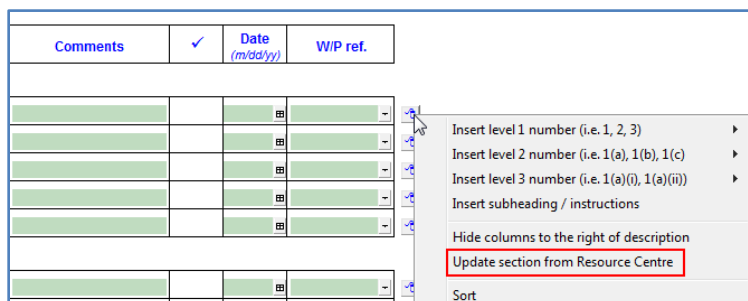 Comments ✓ Date W/P ref.
(m/dd/yy)
Insert level 1 number (i.e. 1, 2, 3)
Insert level 2 number (i.e. 1(a), 1(b), 1(c)
Insert level 3 number (i.e. 1(a)(i), 1(a)(ii))
Insert subheading / instructions
Hide columns to the right of description
Update section from Resource Centre
Sort